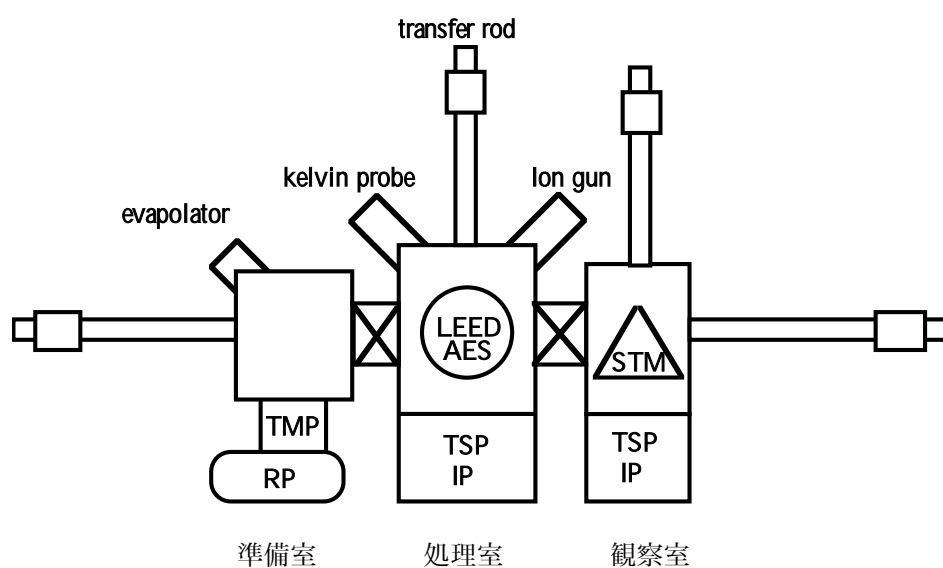 transfer rod
kelvin probe
Ion gun
evapolator
LEED
AES
STM
TMP
RP
TSP
IP
TSP
IP
準備室
処理室
観察室